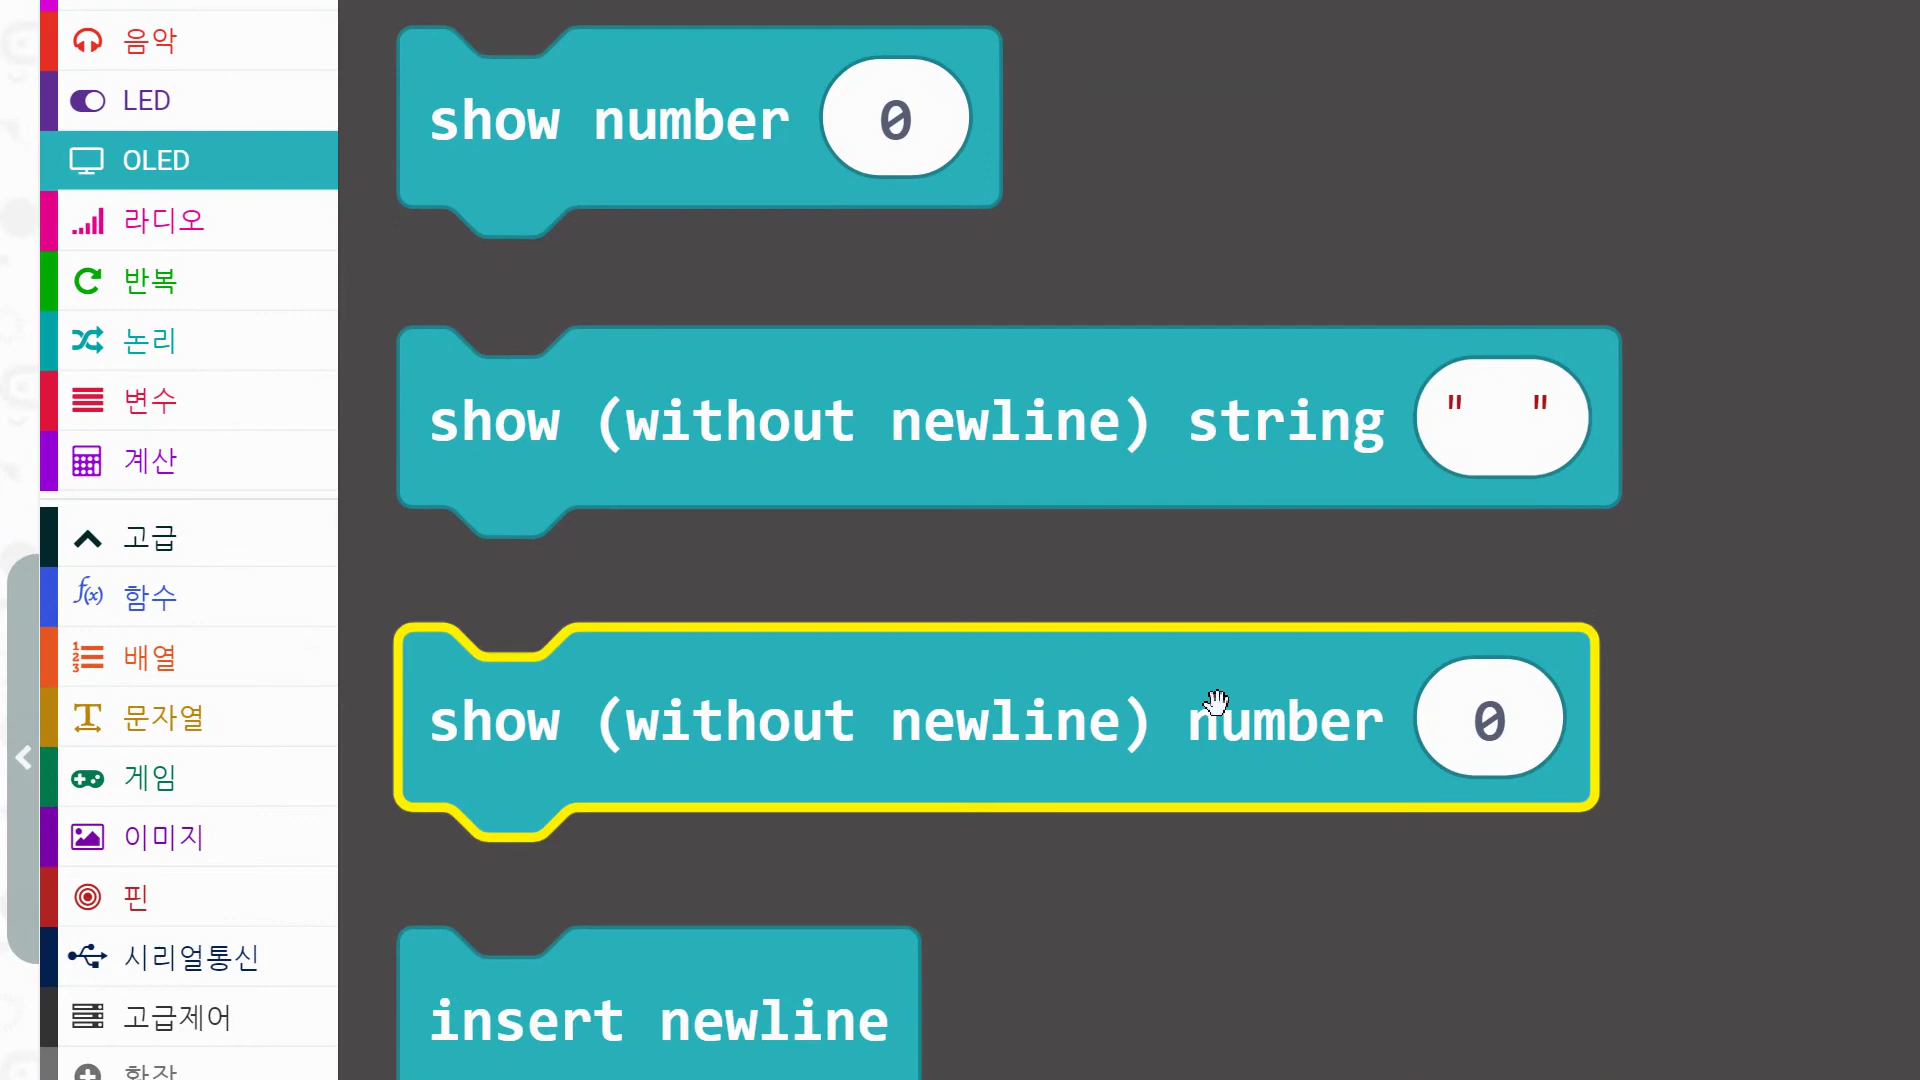 음악
LED
OLED
라디오
반복
논리
변수
계산
고급
f(x) 함수
배열
문자열
게임
이미지
핀
시리얼통신
고급제어
확장
show number 0
show (without newline) string " "
show (without newline) number 0
insert newline